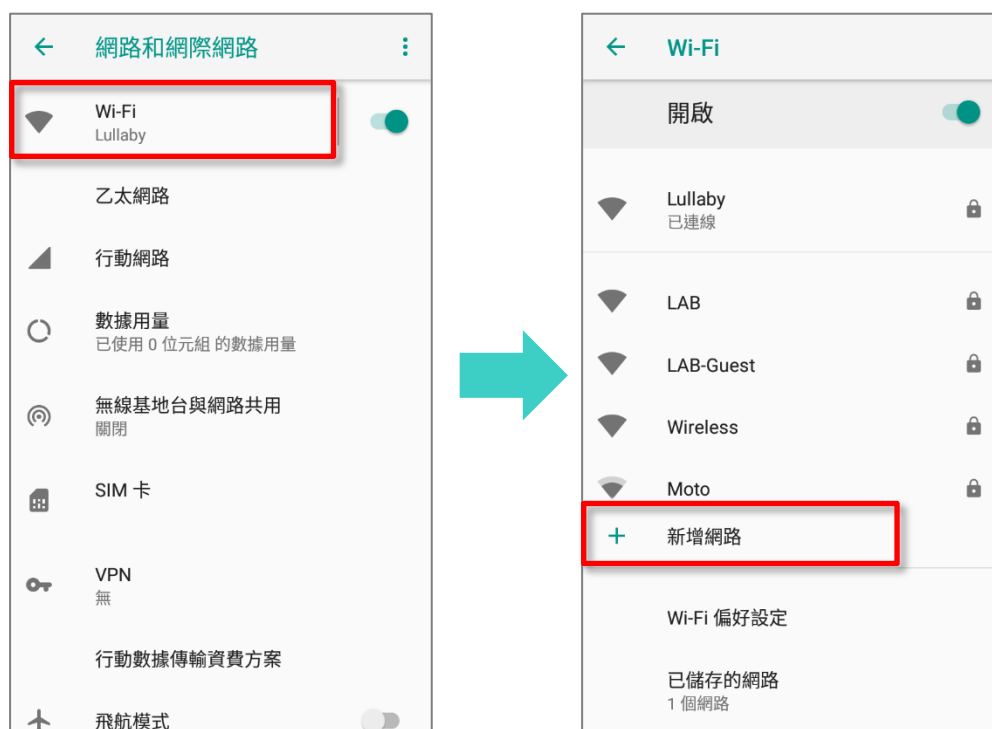 網路和網際網路
Wi-Fi
Lullaby
乙太網路
行動網路
數據用量
已使用 0 位元組 的數據用量
無線基地台與網路共用
關閉
SIM 卡
VPN
無
行動數據傳輸資費方案
飛航模式
Wi-Fi
開啟
Lullaby
已連線
LAB
LAB-Guest
Wireless
Moto
新增網路
Wi-Fi 偏好設定
已儲存的網路
1 個網路